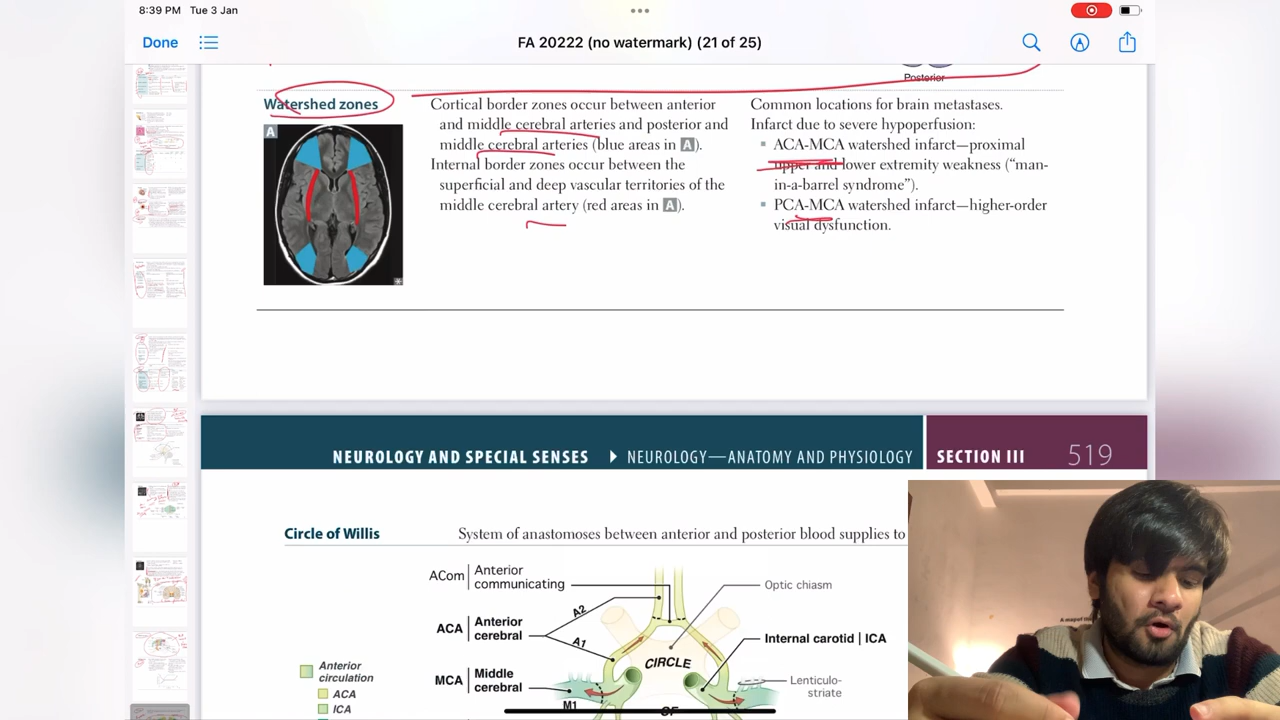 8:39 PM Tue 3 Jan
Done
FA 20222 (no watermark) (21 of 25)
Posterior
Watershed zones
A
Cortical border zones occur between anterior
and middle cerebral arteries and posterior and
middle cerebral arteries (blue areas in A).
Internal border zones occur between the
superficial and deep vascular territories of the
middle cerebral artery (red areas in A).
Common locations for brain metastases.
Infarct due to severe hypoperfusion:
ACA-MCA watershed infarct—proximal
upper and lower extremity weakness ("man-
in-a-barrel syndrome").
PCA-MCA watershed infarct—higher-order
visual dysfunction.
NEUROLOGY AND SPECIAL SENSES
NEUROLOGY—ANATOMY AND PHYSIOLOGY
SECTION III
519
Circle of Willis
System of anastomoses between anterior and posterior blood supplies to
ACom
Anterior
communicating
Optic chiasm
A2
ACA
Anterior
cerebral
A1
Internal carotid
ICA
CIRCLE
MCA
Middle
cerebral
Lenticulo-
striate
M1
OF
Anterior
circulation
ACA
ICA